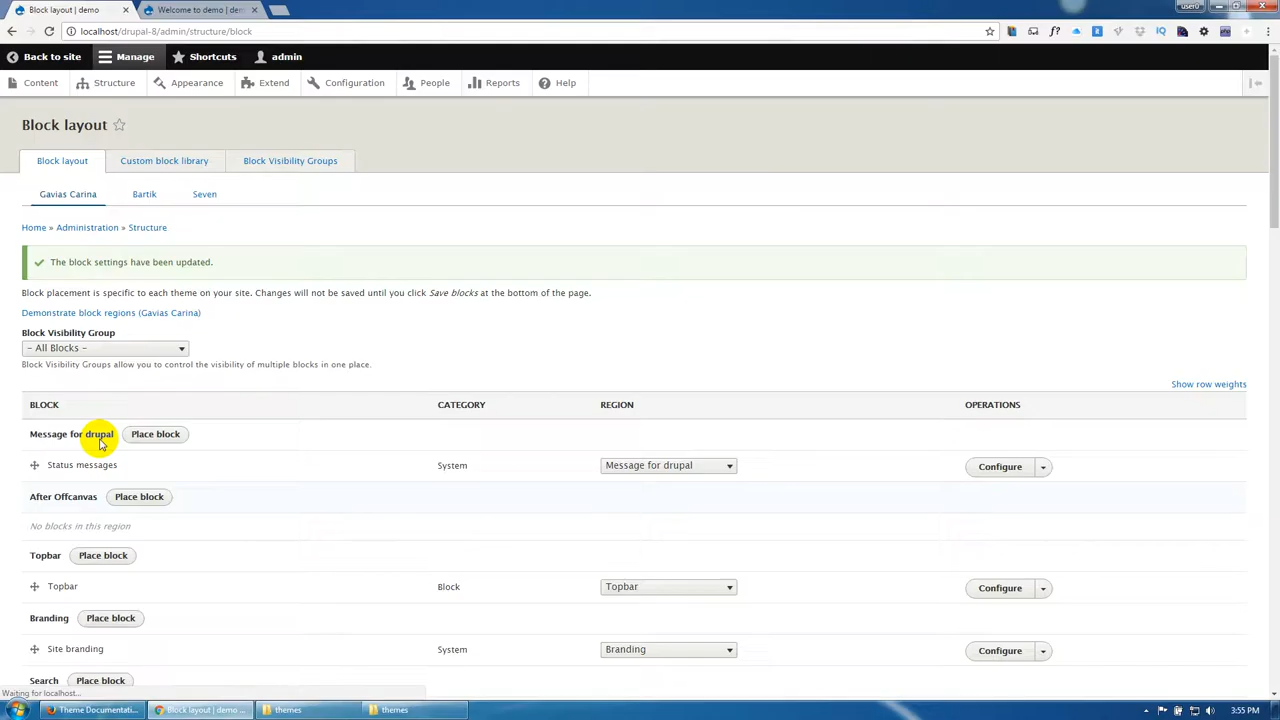 Block layout | demo
Welcome to demo | dem
user0
localhost/drupal-8/admin/structure/block
Back to site
Manage
Shortcuts
admin
Content
Structure
Appearance
Extend
Configuration
People
Reports
Help
Block layout
Block layout
Custom block library
Block Visibility Groups
Gavias Carina
Bartik
Seven
Home » Administration » Structure
The block settings have been updated.
Block placement is specific to each theme on your site. Changes will not be saved until you click Save blocks at the bottom of the page.
Demonstrate block regions (Gavias Carina)
Block Visibility Group
- All Blocks -
Block Visibility Groups allow you to control the visibility of multiple blocks in one place.
Show row weights
BLOCK CATEGORY REGION OPERATIONS
Message for drupal Place block
Status messages System Message for drupal Configure
After Offcanvas Place block
No blocks in this region
Topbar Place block
Topbar Block Topbar Configure
Branding Place block
Site branding System Branding Configure
Search Place block
Waiting for localhost...
Theme Documentati...
Block layout | demo ...
themes
themes
3:55 PM